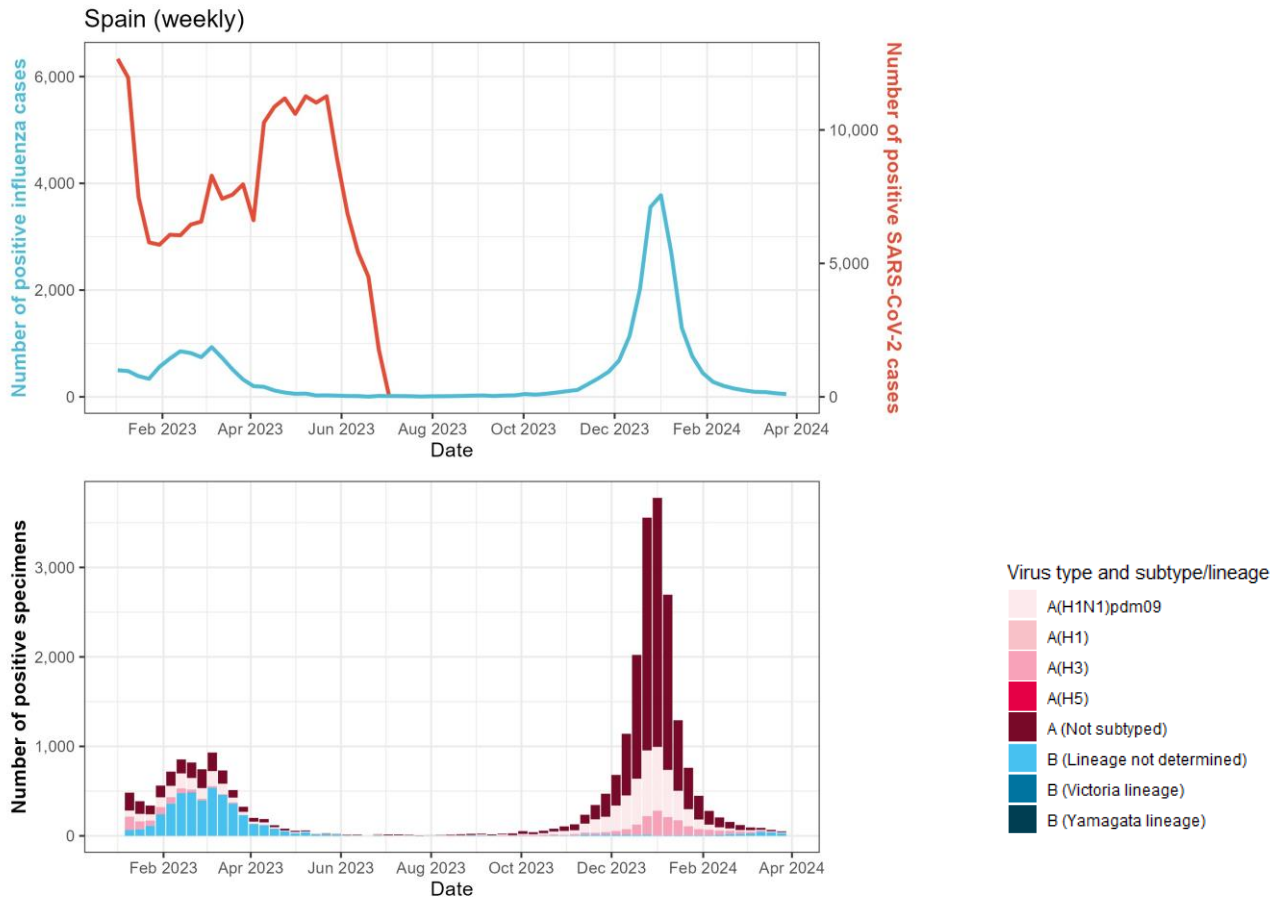 Spain (weekly)
Number of positive influenza cases
6,000
4,000
2,000
0
10,000
5,000
0
Number of positive SARS-CoV-2 cases
Feb 2023 Apr 2023 Jun 2023 Aug 2023 Oct 2023 Dec 2023 Feb 2024 Apr 2024
Date
Number of positive specimens
3,000
2,000
1,000
0
Feb 2023 Apr 2023 Jun 2023 Aug 2023 Oct 2023 Dec 2023 Feb 2024 Apr 2024
Date
Virus type and subtype/lineage
A(H1N1)pdm09
A(H1)
A(H3)
A(H5)
A (Not subtyped)
B (Lineage not determined)
B (Victoria lineage)
B (Yamagata lineage)